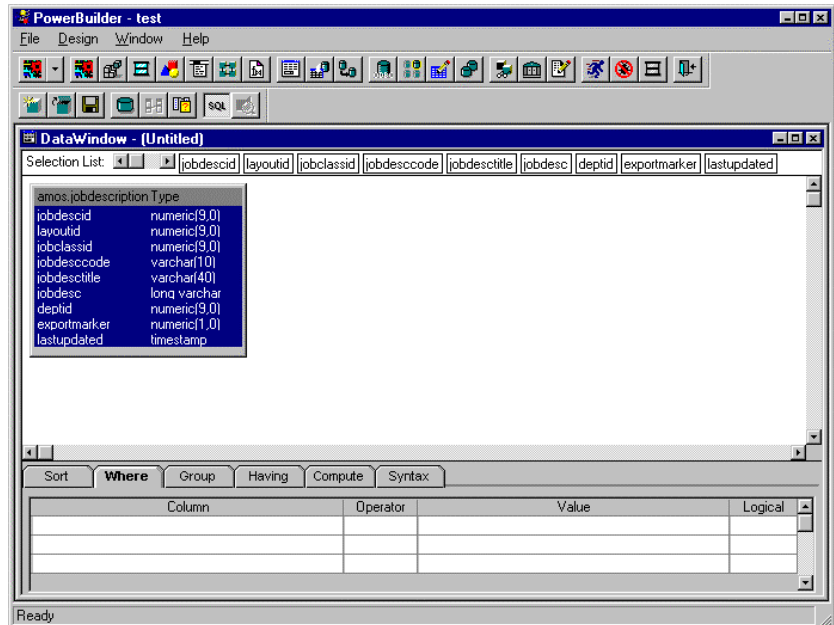 PowerBuilder - test
File Design Window Help
SQL
DataWindow - (Untitled)
Selection List: jobdescid layoutid jobclassid jobdesccode jobdesctitle jobdesc deptid exportmarker lastupdated
amos.jobdescription Type
jobdescid numeric(9,0)
layoutid numeric(9,0)
jobclassid numeric(9,0)
jobdesccode varchar(10)
jobdesctitle varchar(40)
jobdesc long varchar
deptid numeric(9,0)
exportmarker numeric(1,0)
lastupdated timestamp
Sort Where Group Having Compute Syntax
Column Operator Value Logical
Ready